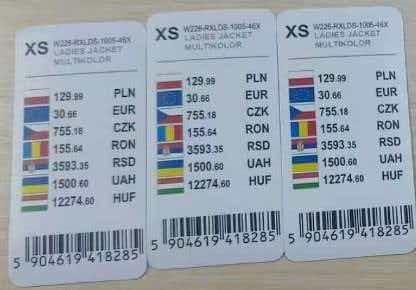 XS W226-RXLDS-1005-46X
LADIES JACKET
MULTIKOLOR
129.99 PLN
30.66 EUR
755.18 CZK
155.64 RON
3593.35 RSD
1500.60 UAH
12274.60 HUF
5 904619 418285
XS W226-RXLDS-1005-46X
LADIES JACKET
MULTIKOLOR
129.99 PLN
30.66 EUR
755.18 CZK
155.64 RON
3593.35 RSD
1500.60 UAH
12274.60 HUF
5 904619 418285
XS W226-RXLDS-1005-46X
LADIES JACKET
MULTIKOLOR
129.99 PLN
30.66 EUR
755.18 CZK
155.64 RON
3593.35 RSD
1500.60 UAH
12274.60 HUF
5 904619 418285